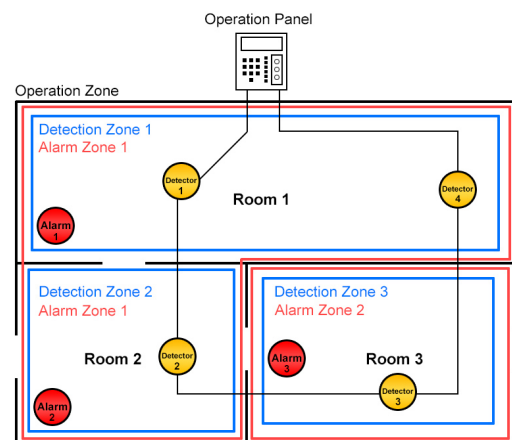 Operation Panel
Operation Zone
Detection Zone 1
Alarm Zone 1
Detector
1
Detector
4
Room 1
Alarm
1
Detection Zone 2
Alarm Zone 1
Detection Zone 3
Alarm Zone 2
Room 2
Detector
2
Alarm
3
Room 3
Detector
3
Alarm
2